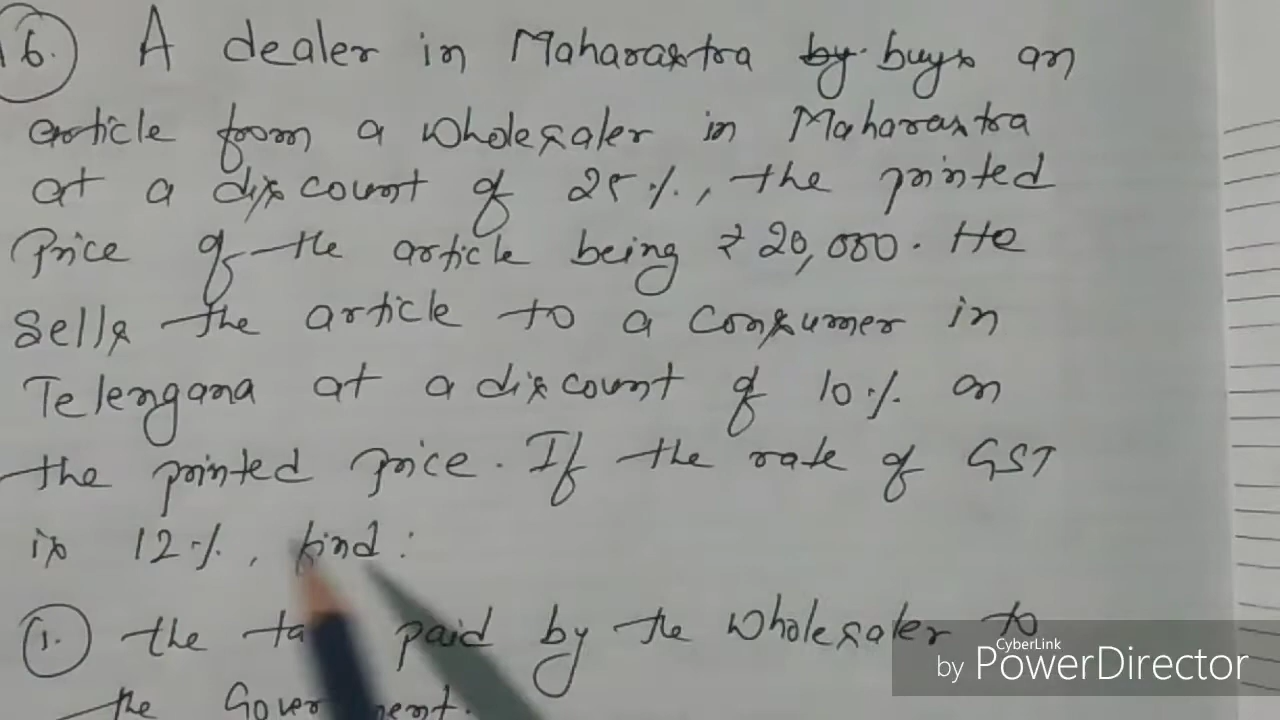 16. A dealer in Maharastra by buys an
article from a wholesaler in Maharastra
at a discount of 25%, the printed
Price of the article being ₹ 20,000. He
Sells the article to a consumer in
Telengana at a discount of 10% on
the printed price. If the rate of GST
is 12%, find:
1. the paid by the wholesaler to
the
CyberLink
by PowerDirector